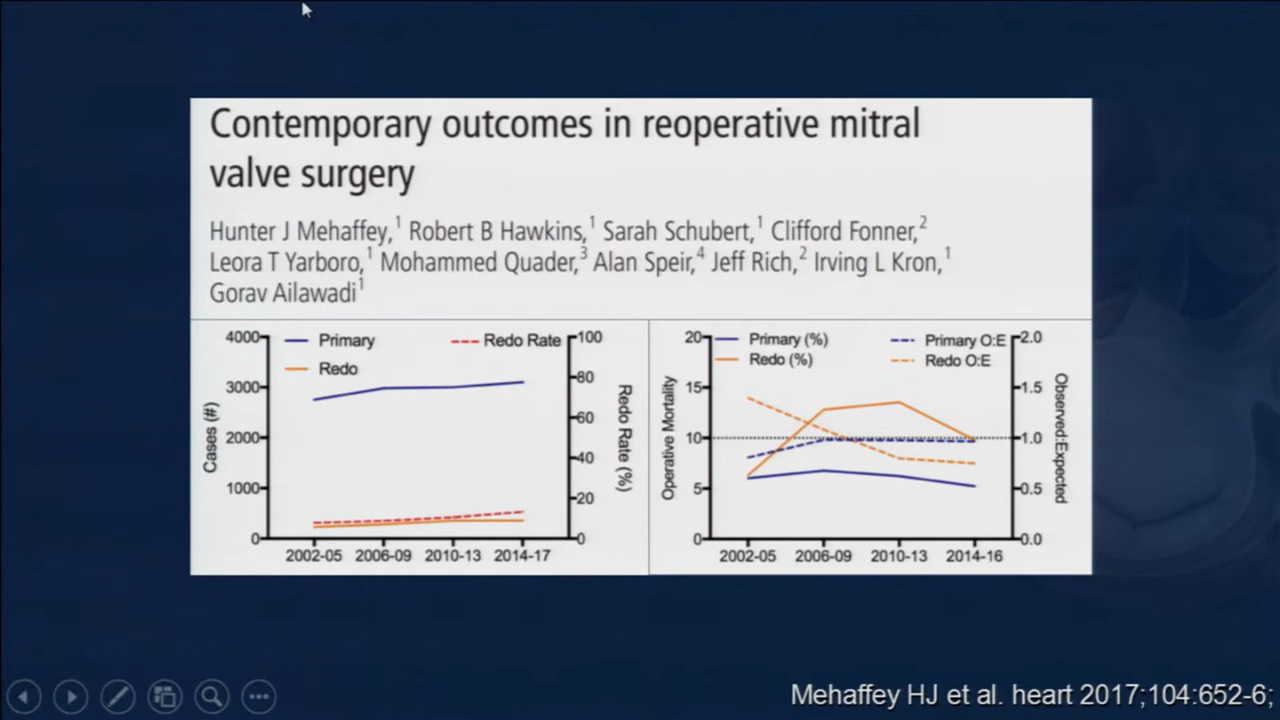 Contemporary outcomes in reoperative mitral
valve surgery
Hunter J Mehaffey,1 Robert B Hawkins,1 Sarah Schubert,1 Clifford Fonner,2
Leora T Yarboro,1 Mohammed Quader,3 Alan Speir,4 Jeff Rich,2 Irving L Kron,1
Gorav Ailawadi1
4000
3000
2000
1000
0
Cases (#)
Primary
Redo
Redo Rate
100
80
60
40
20
0
Redo Rate (%)
2002-05 2006-09 2010-13 2014-17
20
15
10
5
0
Operative Mortality
Primary (%)
Redo (%)
Primary O:E
Redo O:E
2.0
1.5
1.0
0.5
0.0
Observed:Expected
2002-05 2006-09 2010-13 2014-16
Mehaffey HJ et al. heart 2017;104:652-6;